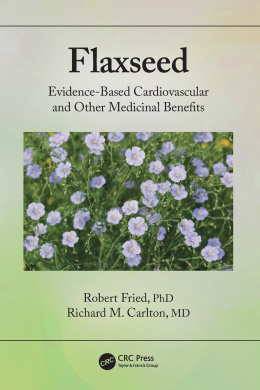 Flaxseed
Evidence-Based Cardiovascular
and Other Medicinal Benefits
Robert Fried, PhD
Richard M. Carlton, MD
CRC
CRC Press
Taylor & Francis Group